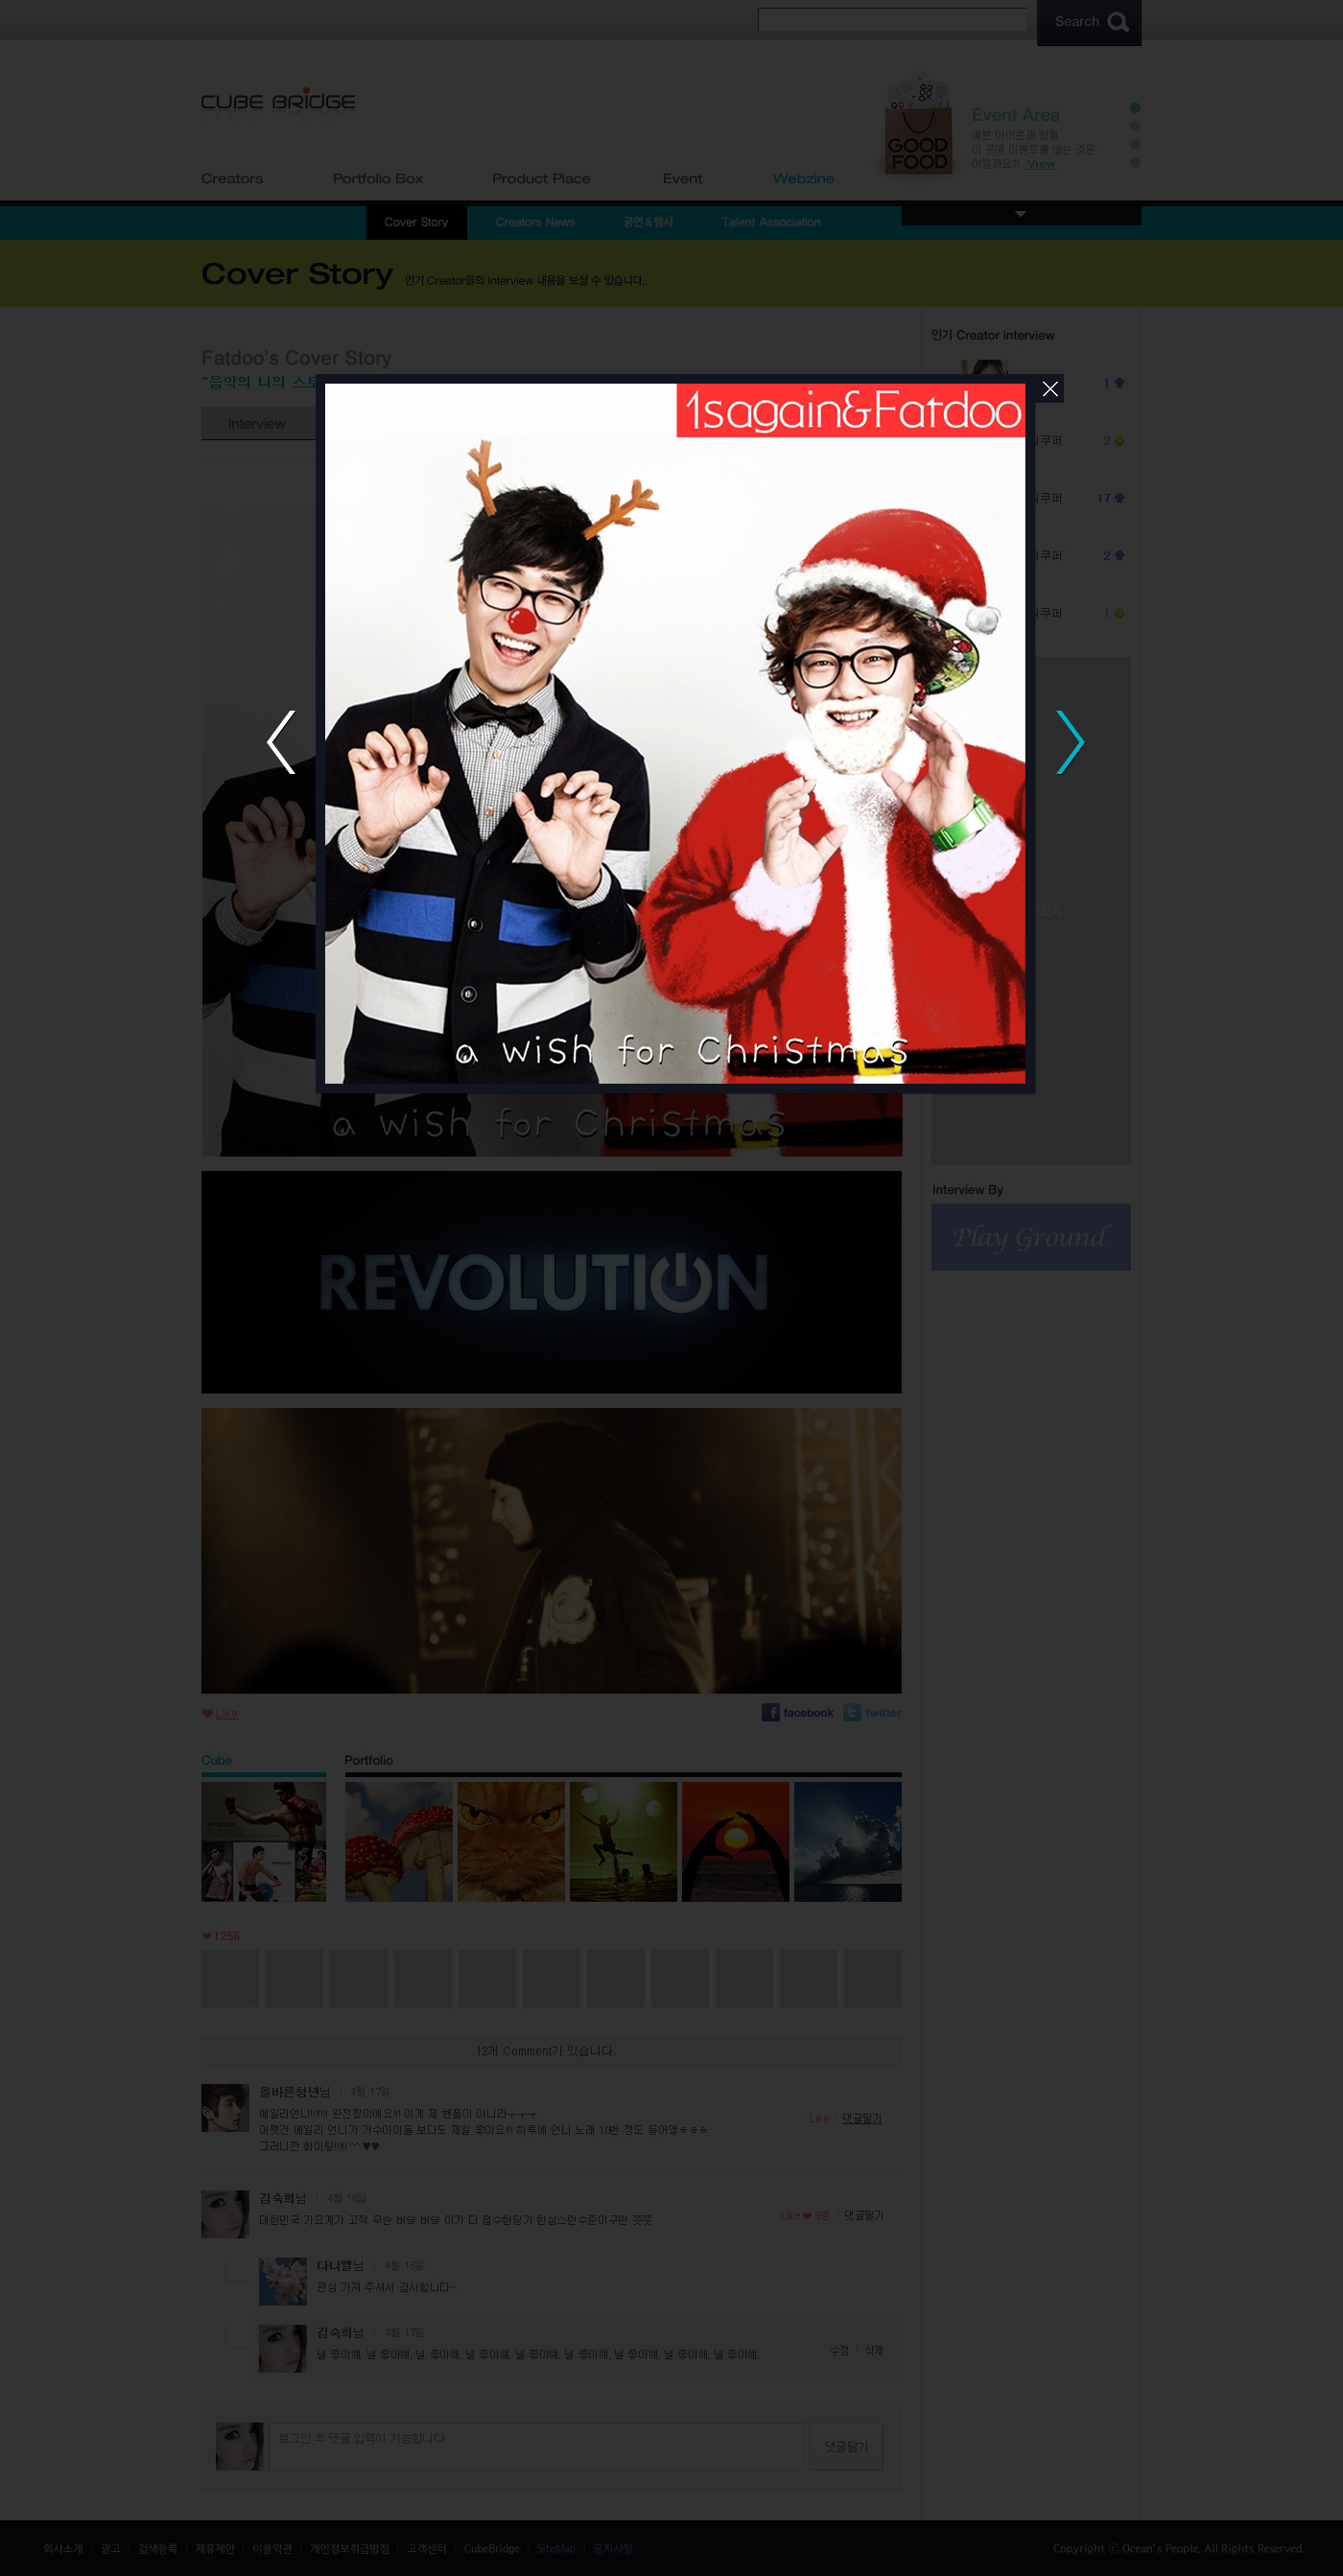 Search
CUBE BRIDGE
GOOD
FOOD
Event Area
예쁜 아이폰과 함께
이 곳에 이벤트를 넣는 것은
어떨까요?! View
Creators Portfolio Box Product Place Event Webzine
Cover Story Creators News 공연&행사 Talent Association
Cover Story 인기 Creator들의 Interview 내용을 보실 수 있습니다.
인기 Creator interview
Fatdoo's Cover Story
"음악의 나의 스토
1
Interview
1sagain&Fatdoo
쿠퍼 2
쿠퍼 17
쿠퍼 2
쿠퍼 1
REA
a wish for Christmas
a wish for Christmas
Interview By
Play Ground
REVOLUTION
Like
facebook twitter
Cube Portfolio
MY STORY
PORTFOLIO
1256
12개 Comment가 있습니다.
올바른청년님 | 4월 17일
에일리언니!!!!!!! 완전짱이에요!!! 이게 제 핸폰이 아니라ㅜㅜㅜ
어쨋건 에일리 언니가 가수아이돌 보다도 제일 좋아요!!! 하루에 언니 노래 10번 정도 들어영ㅎㅎㅎ
그러니깐 화이팅!!!!! ^^ ♥♥
Like | 댓글달기
김숙희님 | 4월 16일
대한민국 가요계가 고작 무슨 바클 바클 이가 다 접수한당가 한심스런수준이구만 쯧쯧
Like ♥ 9명 | 댓글달기
다니엘님 | 4월 16일
관심 가져 주셔서 감사합니다~
김숙희님 | 4월 17일
널 좋아해, 널 좋아해, 널 좋아해, 널 좋아해, 널 좋아해, 널 좋아해, 널 좋아해, 널 좋아해, 널 좋아해,
수정 | 삭제
로그인 후 댓글 입력이 가능합니다.
댓글달기
회사소개 | 광고 | 검색등록 | 제휴제안 | 이용약관 | 개인정보취급방침 | 고객센터 | CubeBridge | SiteMap | 공지사항
Copyright ⓒ Ocean's People. All Rights Reserved.